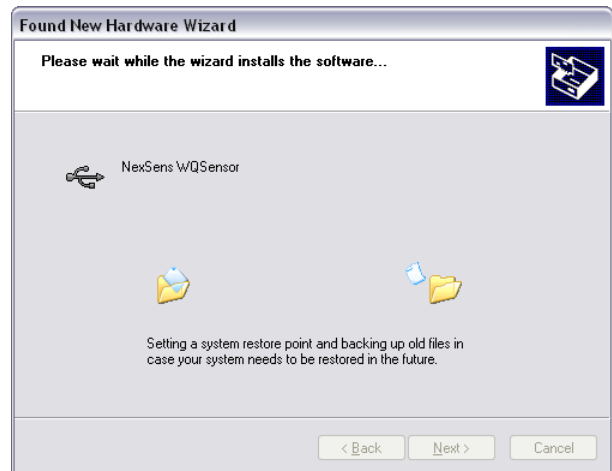 Found New Hardware Wizard
Please wait while the wizard installs the software...
NexSens WQSensor
Setting a system restore point and backing up old files in
case your system needs to be restored in the future.
< Back
Next >
Cancel